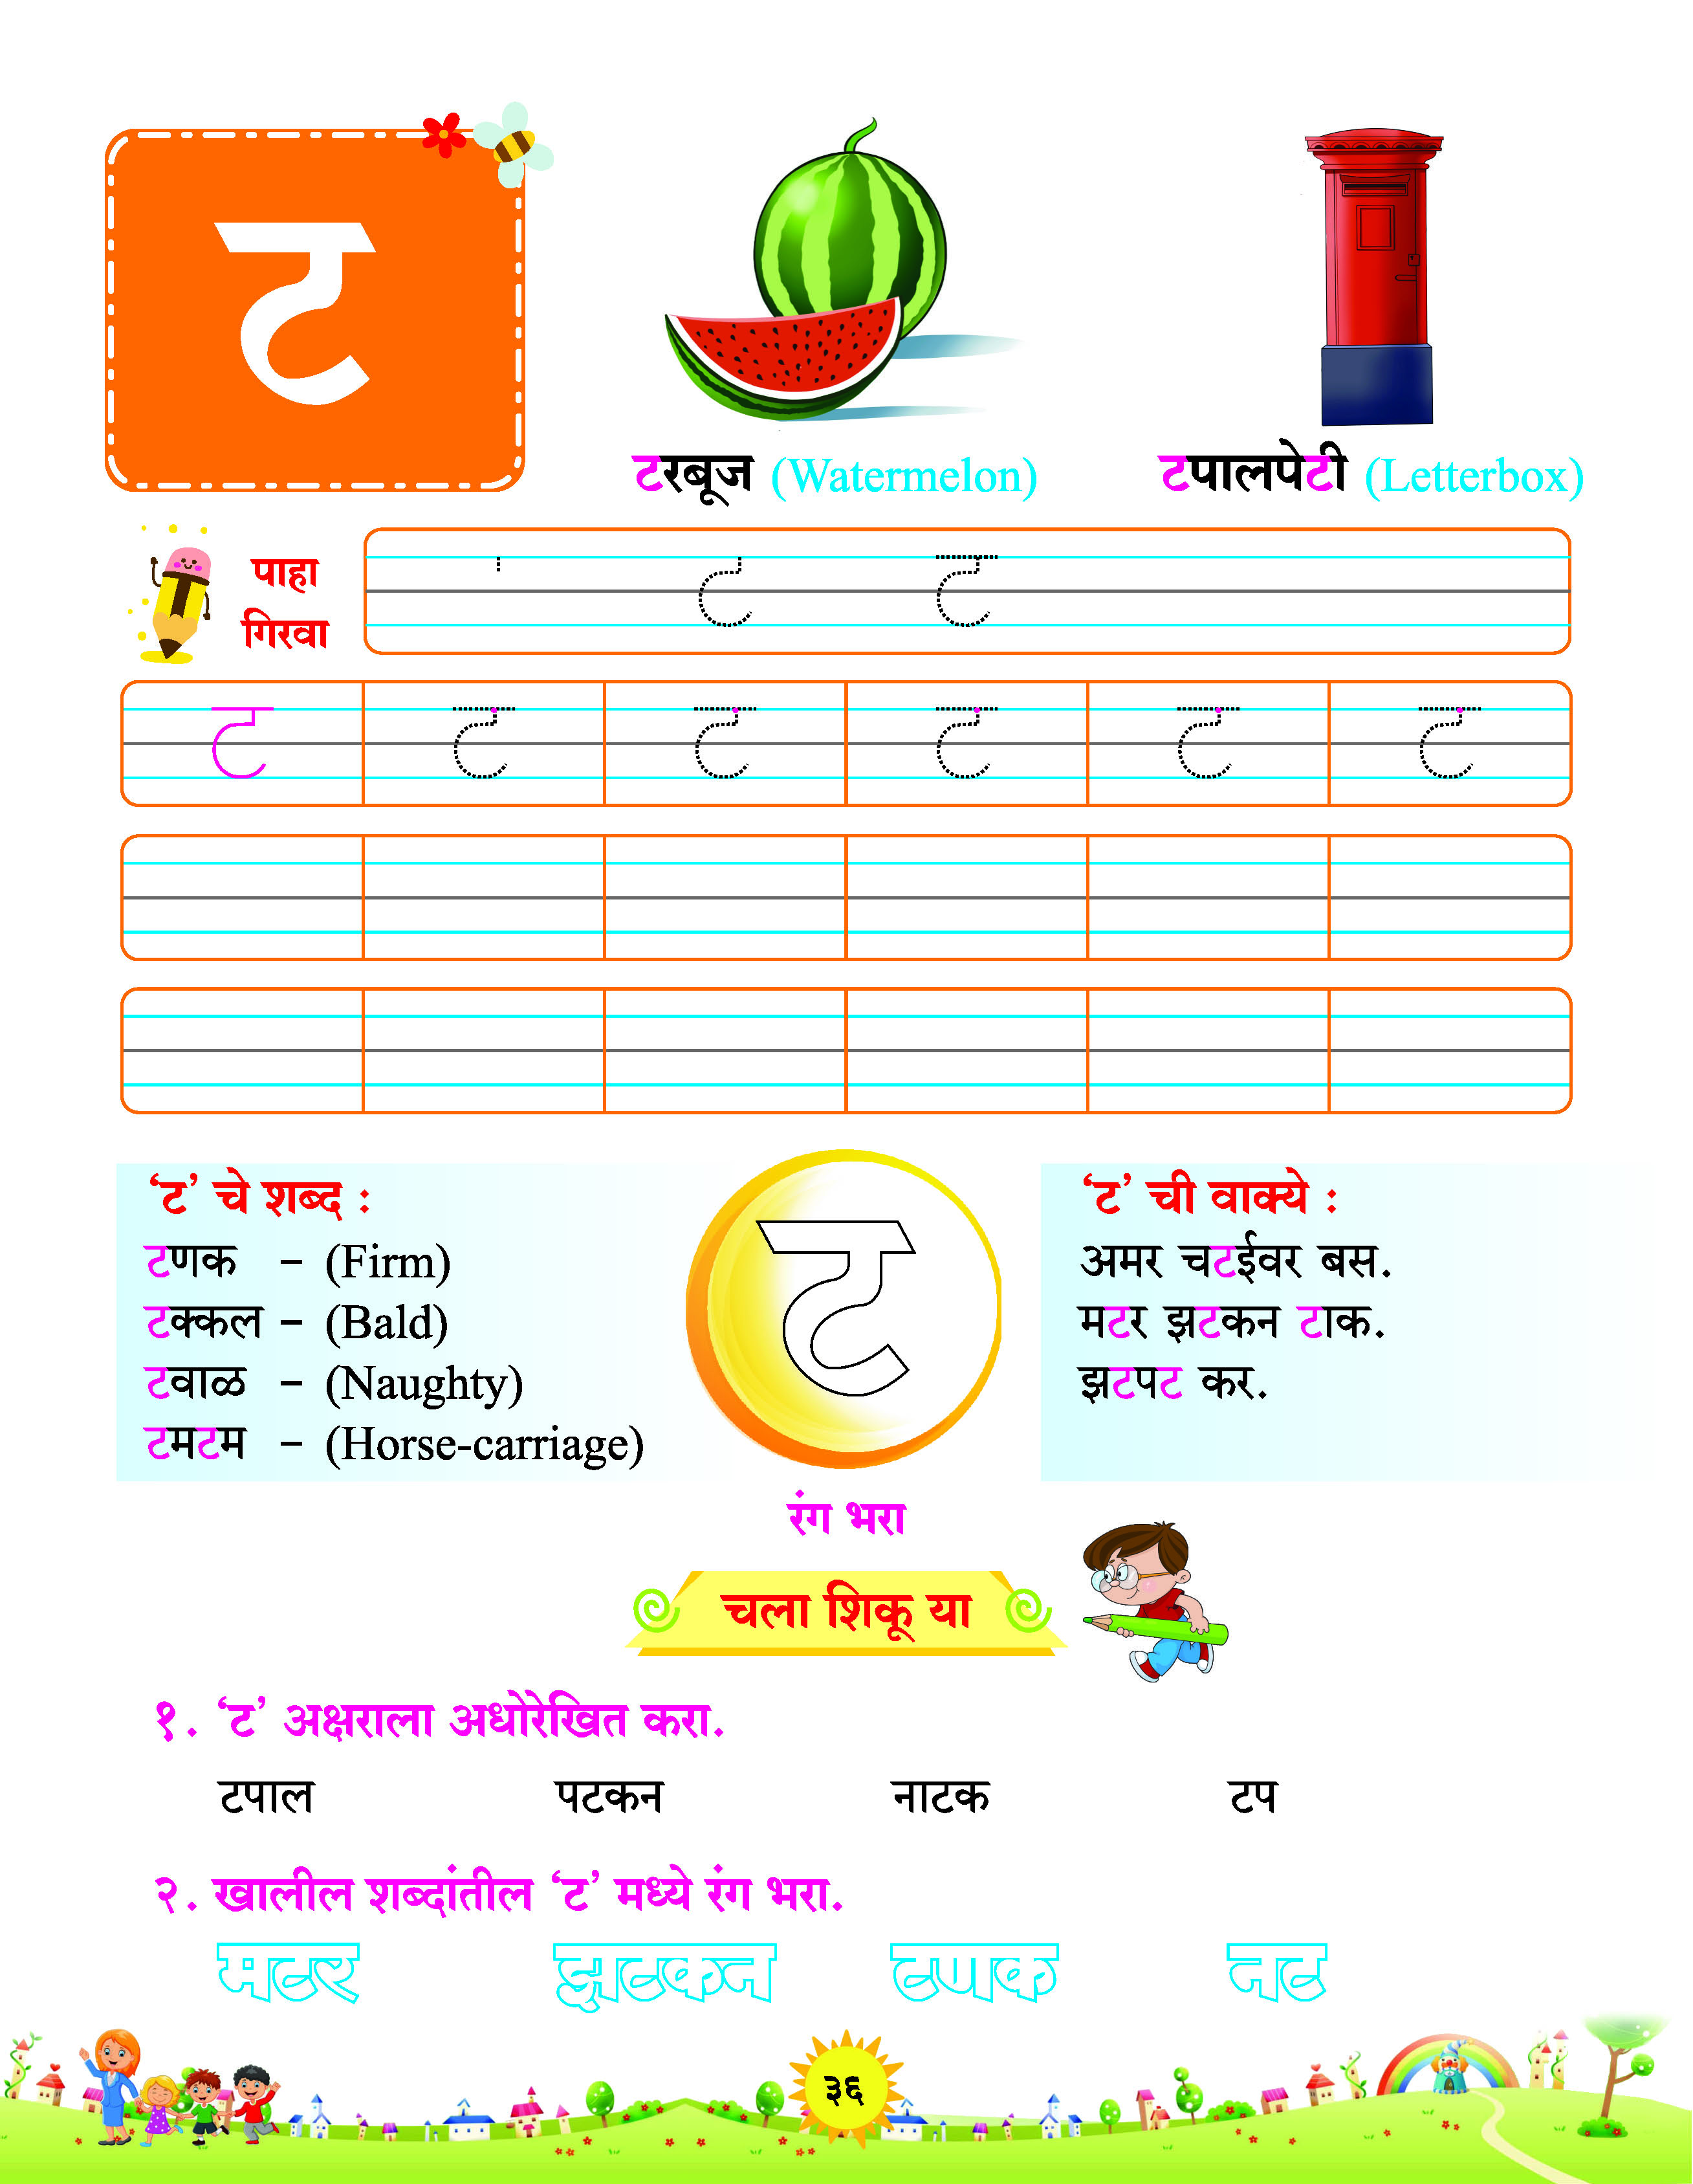 ट
टरबूज (Watermelon)
टपालपेटी (Letterbox)
पाहा
गिरवा
ट
ट ट ट ट ट ट
‘ट’ चे शब्द :
टणक – (Firm)
टक्कल – (Bald)
टवाळ – (Naughty)
टमटम – (Horse-carriage)
ट
रंग भरा
‘ट’ ची वाक्ये :
अमर चटईवर बस.
मटर झटकन टाक.
झटपट कर.
चला शिकू या
१. ‘ट’ अक्षराला अधोरेखित करा.
टपाल पटकन नाटक टप
२. खालील शब्दांतील ‘ट’ मध्ये रंग भरा.
मटर झटकन टणक नट
३६